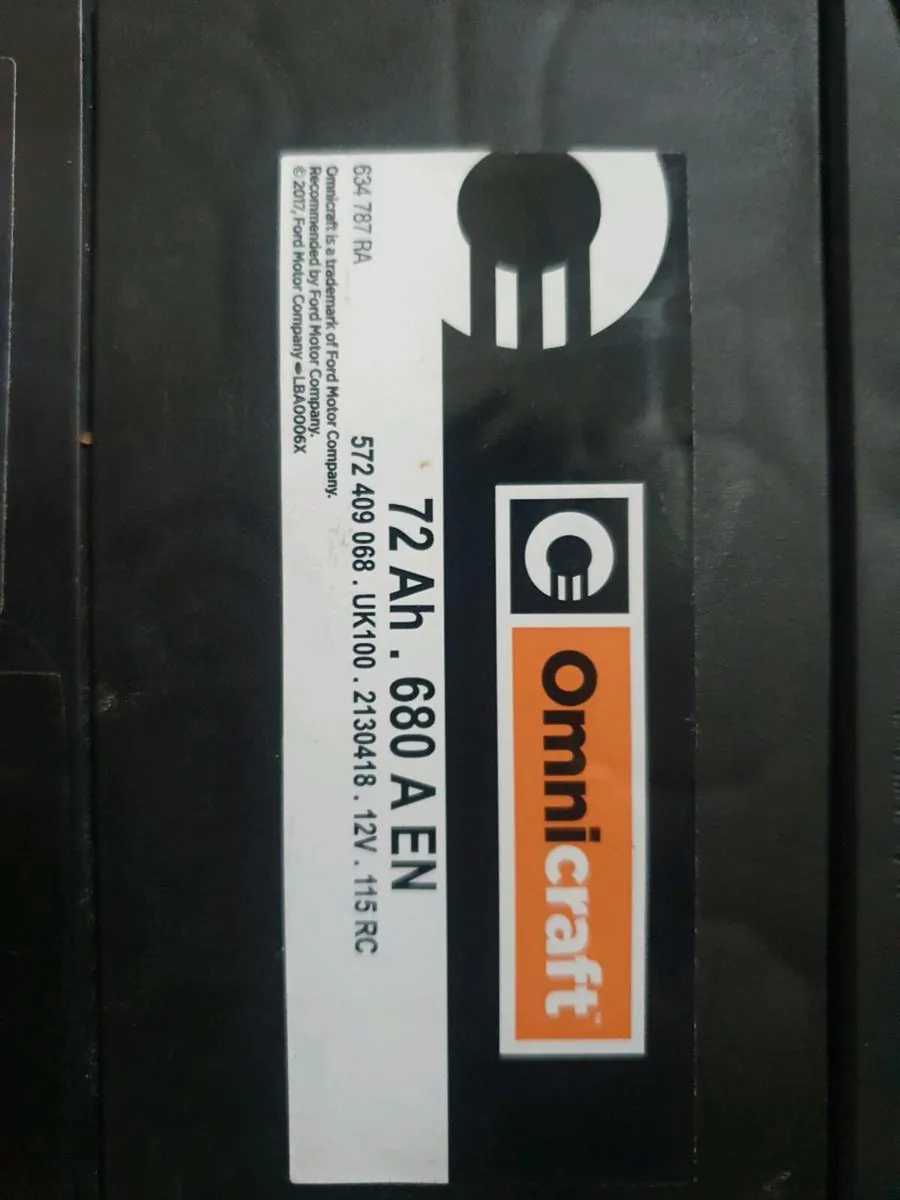 Omnicraft™
72 Ah . 680 A EN
572 409 068 . UK100 . 2130418 . 12V . 115 RC
634 787 RA
Omnicraft is a trademark of Ford Motor Company.
Recommended by Ford Motor Company.
© 2017, Ford Motor Company • LBA0006X